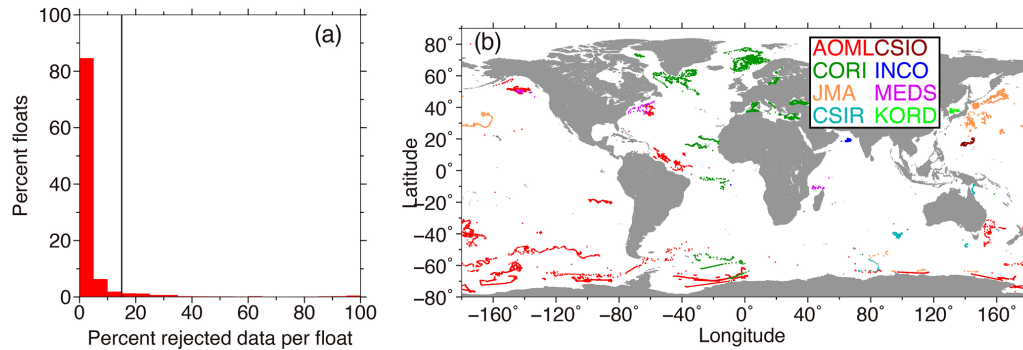 (a)
100
80
60
40
20
0
Percent floats
0 20 40 60 80 100
Percent rejected data per float
(b)
80°
60°
40°
20°
0°
−20°
−40°
−60°
−80°
Latitude
AOML CSIO
CORI INCO
JMA MEDS
CSIR KORD
−160° −120° −80° −40° 0° 40° 80° 120° 160°
Longitude